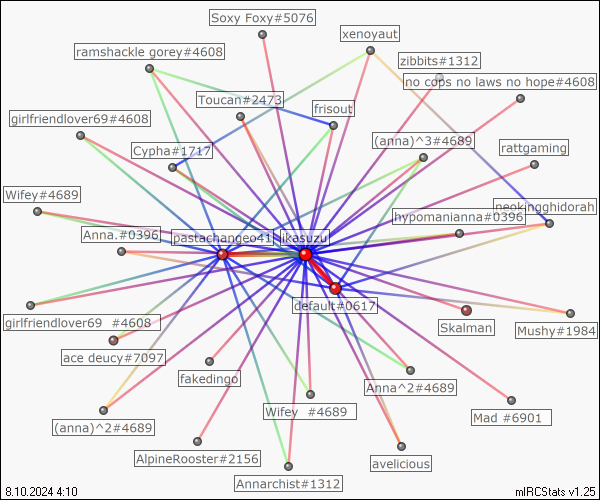 Soxy Foxy#5076
xenoyaut
ramshackle gorey#4608
zibbits#1312
no cops no laws no hope#4608
Toucan#2473
frisout
girlfriendlover69#4608
(anna)^3#4689
Cypha#1717
rattgaming
Wifey#4689
neokingghidorah
hypomanianna#0396
Anna.#0396
pastachangeo41
ikasuzu
default#0617
girlfriendlover69 #4608
Skalman
Mushy#1984
ace deucy#7097
fakedingo
Anna^2#4689
Wifey #4689
Mad #6901
(anna)^2#4689
AlpineRooster#2156
avelicious
Annarchist#1312
8.10.2024 4:10
mIRCStats v1.25